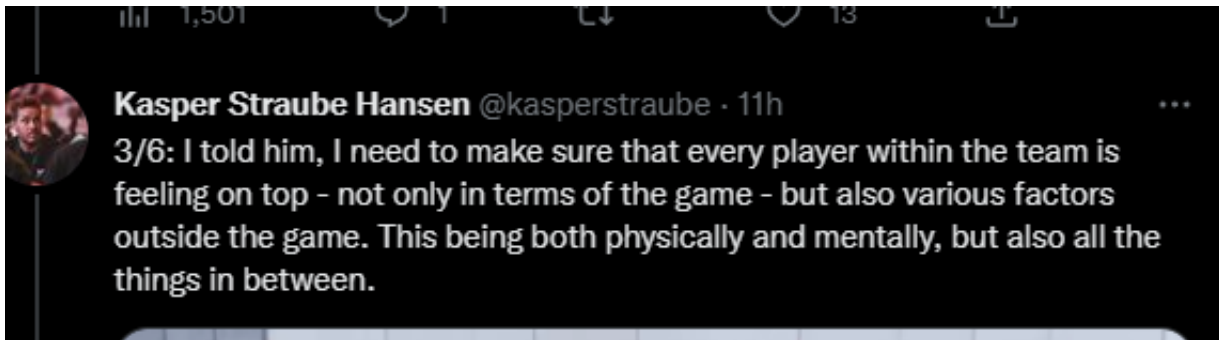 1,501 1 13
Kasper Straube Hansen @kasperstraube · 11h
3/6: I told him, I need to make sure that every player within the team is
feeling on top - not only in terms of the game - but also various factors
outside the game. This being both physically and mentally, but also all the
things in between.